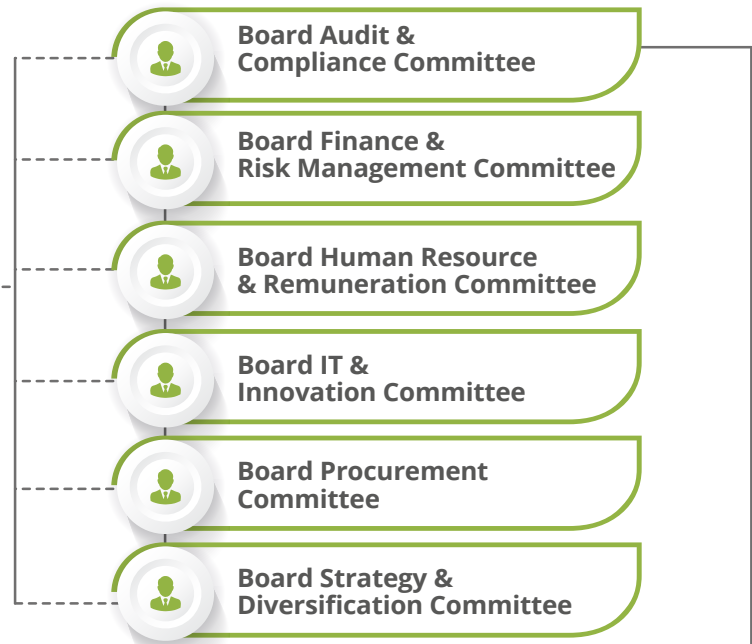 Board Audit &
Compliance Committee
Board Finance &
Risk Management Committee
Board Human Resource
& Remuneration Committee
Board IT &
Innovation Committee
Board Procurement
Committee
Board Strategy &
Diversification Committee